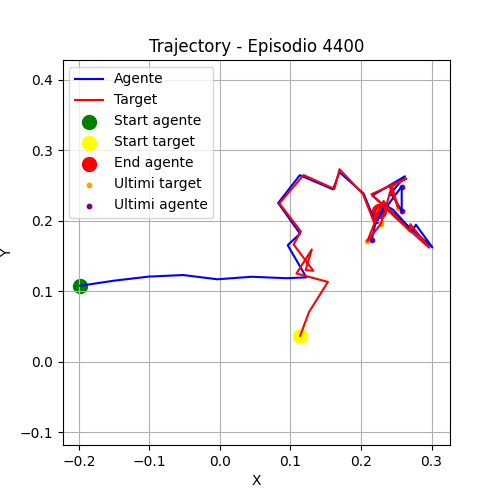 Trajectory - Episodio 4400
Agente
Target
Start agente
Start target
End agente
Ultimi target
Ultimi agente
0.4
0.3
0.2
0.1
0.0
−0.1
Y
−0.2 −0.1 0.0 0.1 0.2 0.3
X